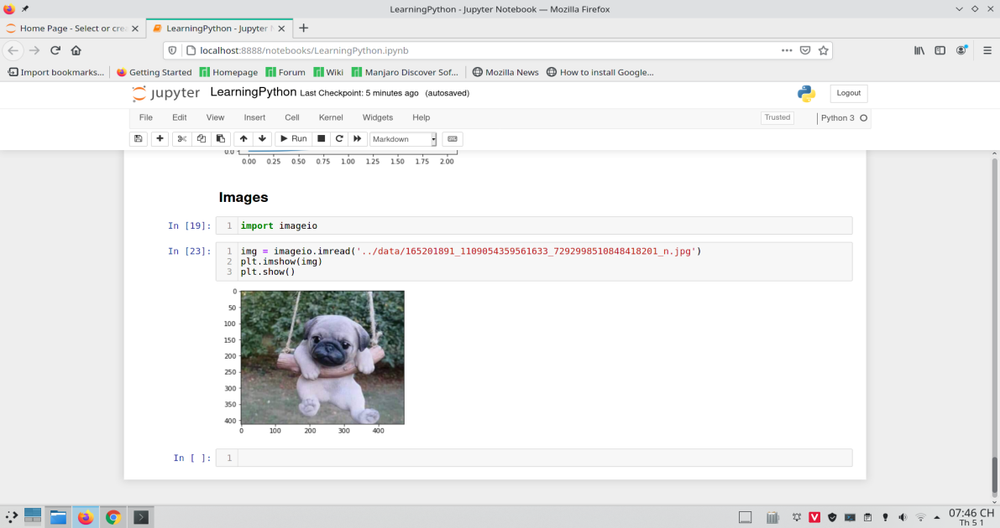 LearningPython - Jupyter Notebook — Mozilla Firefox
Home Page - Select or cre
LearningPython - Jupyter
localhost:8888/notebooks/LearningPython.ipynb
Import bookmarks... Getting Started Homepage Forum Wiki Manjaro Discover Sof... Mozilla News How to install Google...
jupyter LearningPython Last Checkpoint: 5 minutes ago (autosaved) Logout
File Edit View Insert Cell Kernel Widgets Help Trusted Python 3
Run Markdown
0.0
0.00 0.25 0.50 0.75 1.00 1.25 1.50 1.75 2.00
Images
In [19]: 1 import imageio
In [23]: 1 img = imageio.imread('../data/165201891_1109054359561633_7292998510848418201_n.jpg')
2 plt.imshow(img)
3 plt.show()
0
50
100
150
200
250
300
350
400
0 100 200 300 400
In [ ]: 1
07:46 CH
Th 5 1